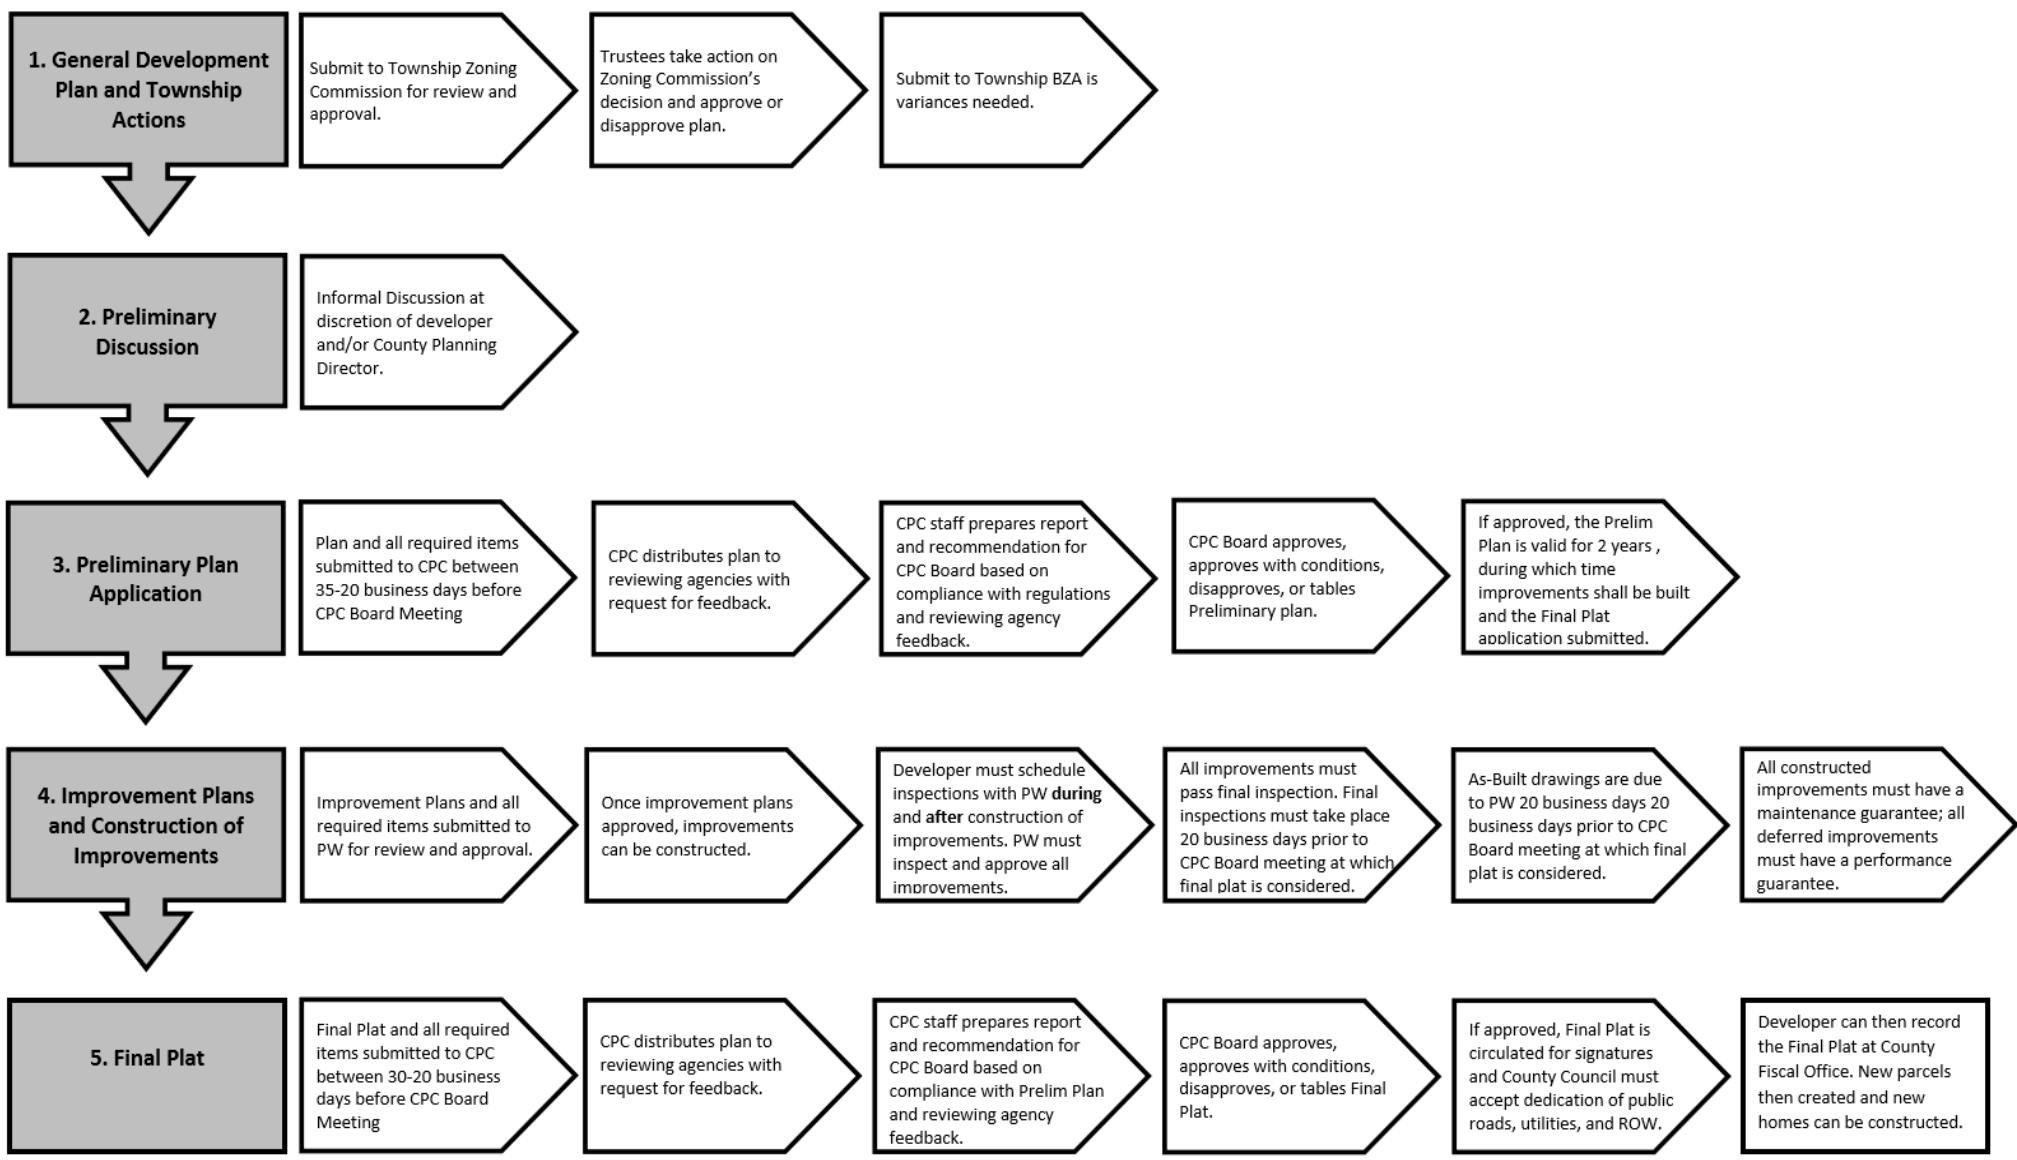 1. General Development
Plan and Township
Actions
Submit to Township Zoning
Commission for review and
approval.
Trustees take action on
Zoning Commission's
decision and approve or
disapprove plan.
Submit to Township BZA is
variances needed.
2. Preliminary
Discussion
Informal Discussion at
discretion of developer
and/or County Planning
Director.
3. Preliminary Plan
Application
Plan and all required items
submitted to CPC between
35-20 business days before
CPC Board Meeting
CPC distributes plan to
reviewing agencies with
request for feedback.
CPC staff prepares report
and recommendation for
CPC Board based on
compliance with regulations
and reviewing agency
feedback.
CPC Board approves,
approves with conditions,
disapproves, or tables
Preliminary plan.
If approved, the Prelim
Plan is valid for 2 years ,
during which time
improvements shall be built
and the Final Plat
application submitted.
4. Improvement Plans
and Construction of
Improvements
Improvement Plans and all
required items submitted to
PW for review and approval.
Once improvement plans
approved, improvements
can be constructed.
Developer must schedule
inspections with PW during
and after construction of
improvements. PW must
inspect and approve all
improvements.
All improvements must
pass final inspection. Final
inspections must take place
20 business days prior to
CPC Board meeting at which
final plat is considered.
As-Built drawings are due
to PW 20 business days 20
business days prior to CPC
Board meeting at which final
plat is considered.
All constructed
improvements must have a
maintenance guarantee; all
deferred improvements
must have a performance
guarantee.
5. Final Plat
Final Plat and all required
items submitted to CPC
between 30-20 business
days before CPC Board
Meeting
CPC distributes plan to
reviewing agencies with
request for feedback.
CPC staff prepares report
and recommendation for
CPC Board based on
compliance with Prelim Plan
and reviewing agency
feedback.
CPC Board approves,
approves with conditions,
disapproves, or tables Final
Plat.
If approved, Final Plat is
circulated for signatures
and County Council must
accept dedication of public
roads, utilities, and ROW.
Developer can then record
the Final Plat at County
Fiscal Office. New parcels
then created and new
homes can be constructed.